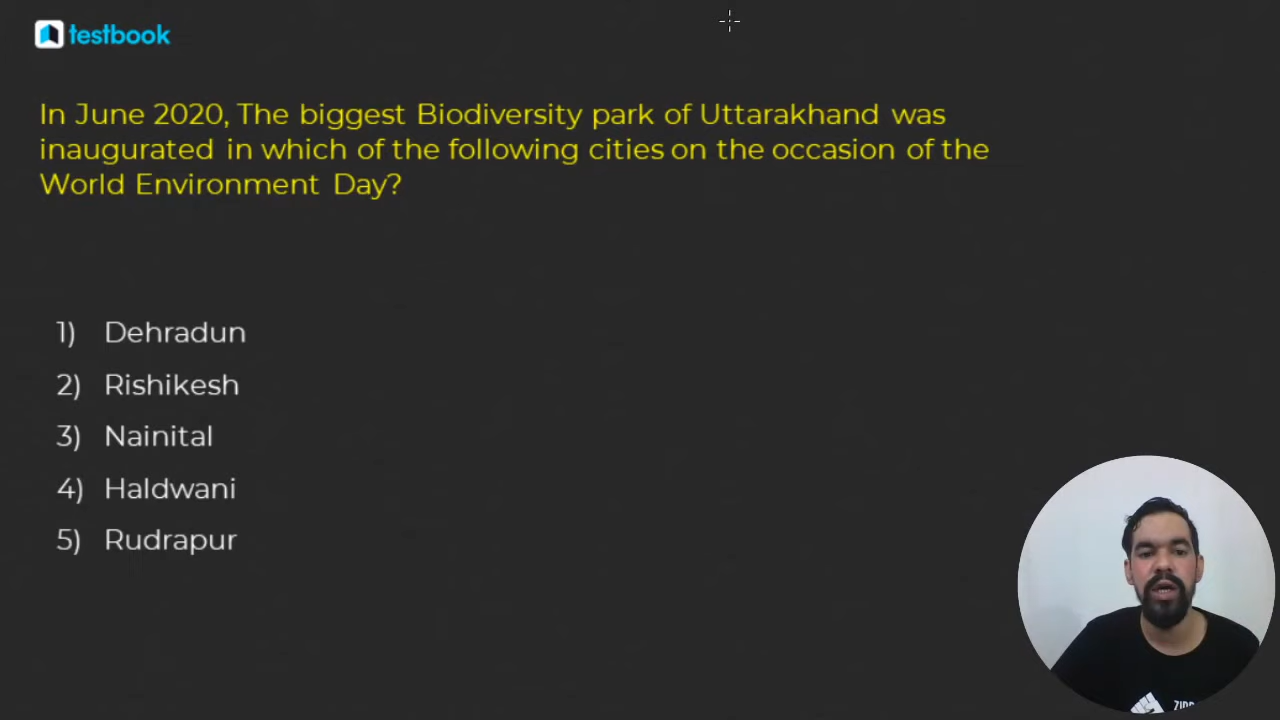 testbook
In June 2020, The biggest Biodiversity park of Uttarakhand was
inaugurated in which of the following cities on the occasion of the
World Environment Day?
1) Dehradun
2) Rishikesh
3) Nainital
4) Haldwani
5) Rudrapur